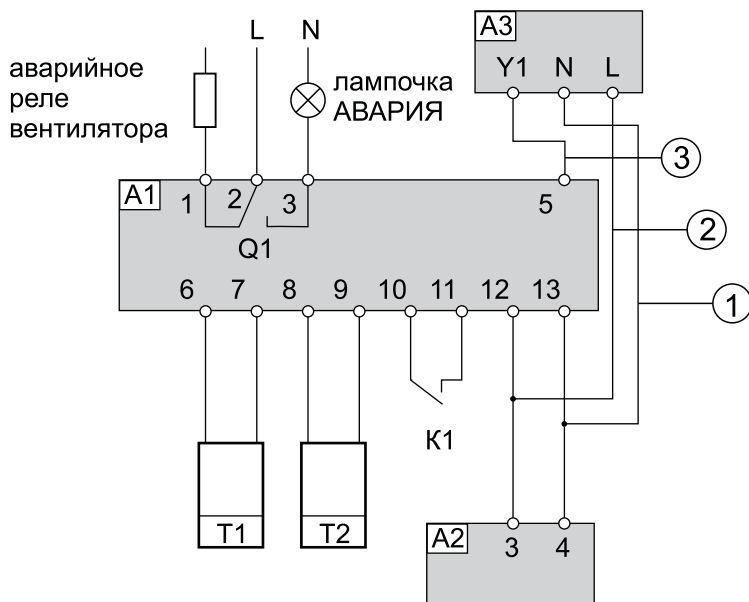 L N
A3
Y1 N L
аварийное
реле
вентилятора
лампочка
АВАРИЯ
3
A1
1 2 3 5
Q1
2
6 7 8 9 10 11 12 13
1
К1
T1 T2
A2
3 4